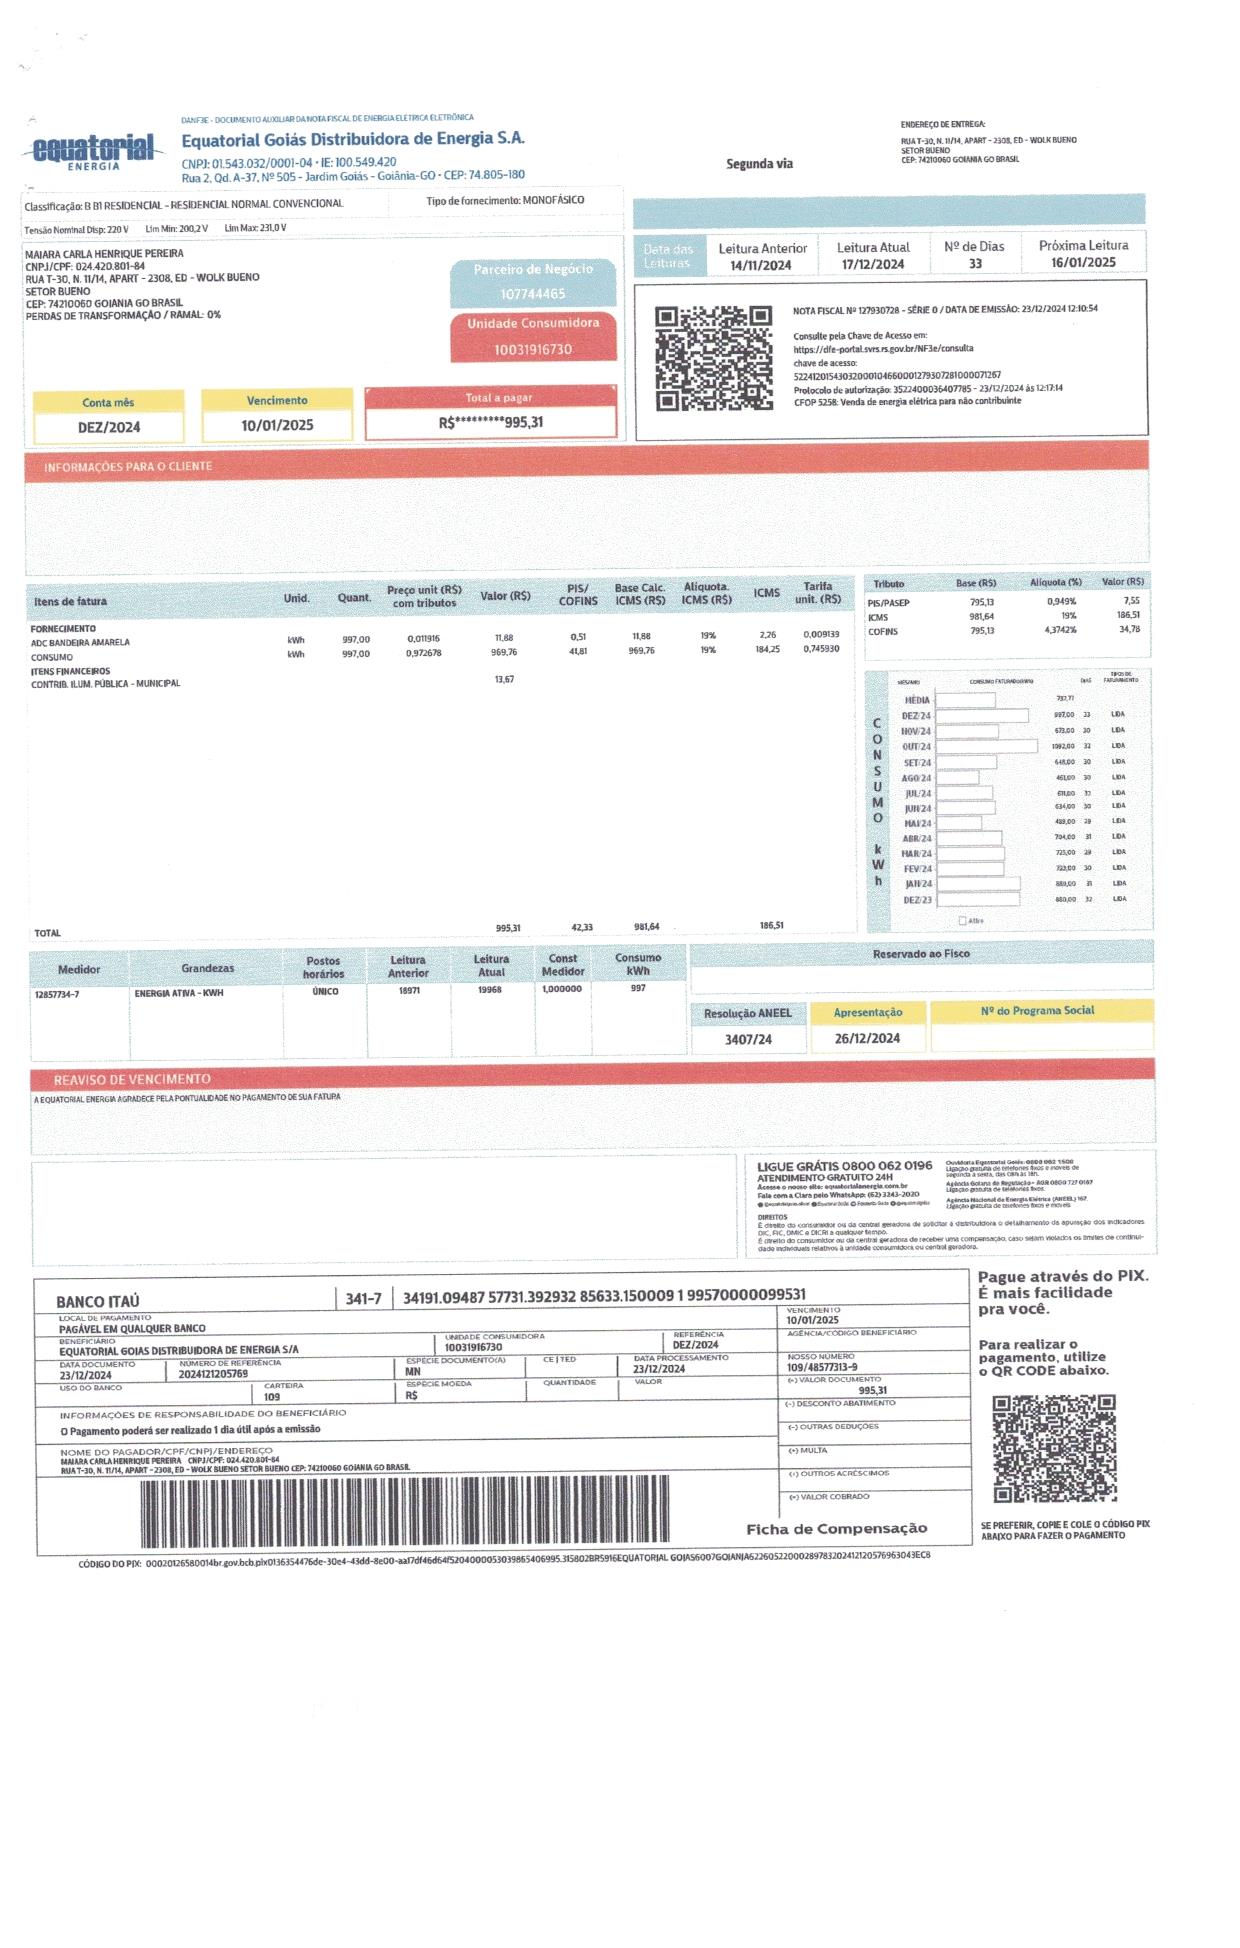 DANF3E - DOCUMENTO AUXILIAR DA NOTA FISCAL DE ENERGIA ELÉTRICA ELETRÔNICA
equatorial
ENERGIA
Equatorial Goiás Distribuidora de Energia S.A.
CNPJ: 01.543.032/0001-04 • IE: 100.549.420
Rua 2, Qd. A-37, Nº 505 - Jardim Goiás - Goiânia-GO • CEP: 74.805-180
Segunda via
ENDEREÇO DE ENTREGA:
RUA T-30, N. 11/14, APART - 2308, ED - WOLK BUENO
SETOR BUENO
CEP: 74210060 GOIANIA GO BRASIL
Classificação: B B1 RESIDENCIAL - RESIDENCIAL NORMAL CONVENCIONAL
Tipo de fornecimento: MONOFÁSICO
Tensão Nominal Disp: 220 V Lim Min: 200,2 V Lim Max: 231,0 V
MAIARA CARLA HENRIQUE PEREIRA
CNPJ/CPF: 024.420.801-84
RUA T-30, N. 11/14, APART - 2308, ED - WOLK BUENO
SETOR BUENO
CEP: 74210060 GOIANIA GO BRASIL
PERDAS DE TRANSFORMAÇÃO / RAMAL: 0%
Parceiro de Negócio
107744465
Unidade Consumidora
10031916730
Conta mês
DEZ/2024
Vencimento
10/01/2025
Total a pagar
R$*********995,31
Data das Leituras
Leitura Anterior 14/11/2024
Leitura Atual 17/12/2024
Nº de Dias 33
Próxima Leitura 16/01/2025
NOTA FISCAL Nº 127930728 - SÉRIE 0 / DATA DE EMISSÃO: 23/12/2024 12:10:54
Consulte pela Chave de Acesso em:
https://dfe-portal.svrs.rs.gov.br/NF3e/consulta
chave de acesso:
52241201543032000104660001279307281000071267
Protocolo de autorização: 3522400036407785 - 23/12/2024 às 12:17:14
CFOP 5258: Venda de energia elétrica para não contribuinte
INFORMAÇÕES PARA O CLIENTE
Itens de fatura Unid. Quant. Preço unit (R$) com tributos Valor (R$) PIS/COFINS Base Calc. ICMS (R$) Alíquota. ICMS (R$) ICMS Tarifa unit. (R$)
FORNECIMENTO
ADC BANDEIRA AMARELA kWh 997,00 0,011916 11,88 0,51 11,88 19% 2,26 0,009139
CONSUMO kWh 997,00 0,972678 969,76 41,81 969,76 19% 184,25 0,745930
ITENS FINANCEIROS
CONTRIB. ILUM. PÚBLICA - MUNICIPAL 13,67
TOTAL 995,31 42,33 981,64 186,51
Tributo Base (R$) Alíquota (%) Valor (R$)
PIS/PASEP 795,13 0,949% 7,55
ICMS 981,64 19% 186,51
COFINS 795,13 4,3742% 34,78
CONSUMO kWh
MÊS/ANO CONSUMO FATURADO(kWh) DIAS TIPOS DE FATURAMENTO
MÉDIA 737,77
DEZ/24 997,00 33 LIDA
NOV/24 673,00 30 LIDA
OUT/24 1092,00 32 LIDA
SET/24 648,00 30 LIDA
AGO/24 461,00 30 LIDA
JUL/24 611,00 33 LIDA
JUN/24 634,00 30 LIDA
MAI/24 488,00 29 LIDA
ABR/24 704,00 31 LIDA
MAR/24 725,00 29 LIDA
FEV/24 723,00 30 LIDA
JAN/24 889,00 31 LIDA
DEZ/23 880,00 32 LIDA
Ativo
Medidor Grandezas Postos horários Leitura Anterior Leitura Atual Const Medidor Consumo kWh
12857734-7 ENERGIA ATIVA - KWH ÚNICO 18971 19968 1,000000 997
Reservado ao Fisco
Resolução ANEEL
3407/24
Apresentação
26/12/2024
Nº do Programa Social
REAVISO DE VENCIMENTO
A EQUATORIAL ENERGIA AGRADECE PELA PONTUALIDADE NO PAGAMENTO DE SUA FATURA
LIGUE GRÁTIS 0800 062 0196
ATENDIMENTO GRATUITO 24H
Acesse o nosso site: equatorialenergia.com.br
Fale com a Clara pelo WhatsApp: (62) 3243-2020
Ouvidoria Equatorial Goiás: 0800 062 1500
Ligação gratuita de telefones fixos e móveis de
segunda a sexta, das 08h às 18h.
Agência Goiana de Regulação - AGR 0800 727 0167
Ligação gratuita de telefones fixos.
Agência Nacional de Energia Elétrica (ANEEL) 167
Ligação gratuita de telefones fixos e móveis
DIREITOS
É direito do consumidor ou da central geradora de solicitar à distribuidora o detalhamento da apuração dos indicadores
DIC, FIC, DMIC e DICRI a qualquer tempo.
É direito do consumidor ou da central geradora de receber uma compensação, caso sejam violados os limites de continui-
dade individuais relativos à unidade consumidora ou central geradora.
BANCO ITAÚ 341-7 34191.09487 57731.392932 85633.150009 1 99570000099531
LOCAL DE PAGAMENTO
PAGÁVEL EM QUALQUER BANCO
VENCIMENTO
10/01/2025
BENEFICIÁRIO
EQUATORIAL GOIAS DISTRIBUIDORA DE ENERGIA S/A
UNIDADE CONSUMIDORA
10031916730
REFERÊNCIA
DEZ/2024
AGÊNCIA/CÓDIGO BENEFICIÁRIO
DATA DOCUMENTO
23/12/2024
NÚMERO DE REFERÊNCIA
2024121205769
ESPÉCIE DOCUMENTO(A)
MN
CE | TED
DATA PROCESSAMENTO
23/12/2024
NOSSO NÚMERO
109/48577313-9
USO DO BANCO
CARTEIRA
109
ESPÉCIE MOEDA
R$
QUANTIDADE
VALOR
(=) VALOR DOCUMENTO
995,31
(-) DESCONTO ABATIMENTO
INFORMAÇÕES DE RESPONSABILIDADE DO BENEFICIÁRIO
O Pagamento poderá ser realizado 1 dia útil após a emissão
(-) OUTRAS DEDUÇÕES
(+) MULTA
NOME DO PAGADOR/CPF/CNPJ/ENDEREÇO
MAIARA CARLA HENRIQUE PEREIRA CNPJ/CPF: 024.420.801-84
RUA T-30, N. 11/14, APART - 2308, ED - WOLK BUENO SETOR BUENO CEP: 74210060 GOIANIA GO BRASIL
(+) OUTROS ACRÉSCIMOS
(=) VALOR COBRADO
Ficha de Compensação
Pague através do PIX.
É mais facilidade
pra você.
Para realizar o
pagamento, utilize
o QR CODE abaixo.
SE PREFERIR, COPIE E COLE O CÓDIGO PIX
ABAIXO PARA FAZER O PAGAMENTO
CÓDIGO DO PIX: 00020126580014br.gov.bcb.pix0136354476de-30e4-43dd-8e00-aa17df46d64f5204000053039865406995.315802BR5916EQUATORIAL GOIAS6007GOIANIA62260522000289783202412120576963043EC8